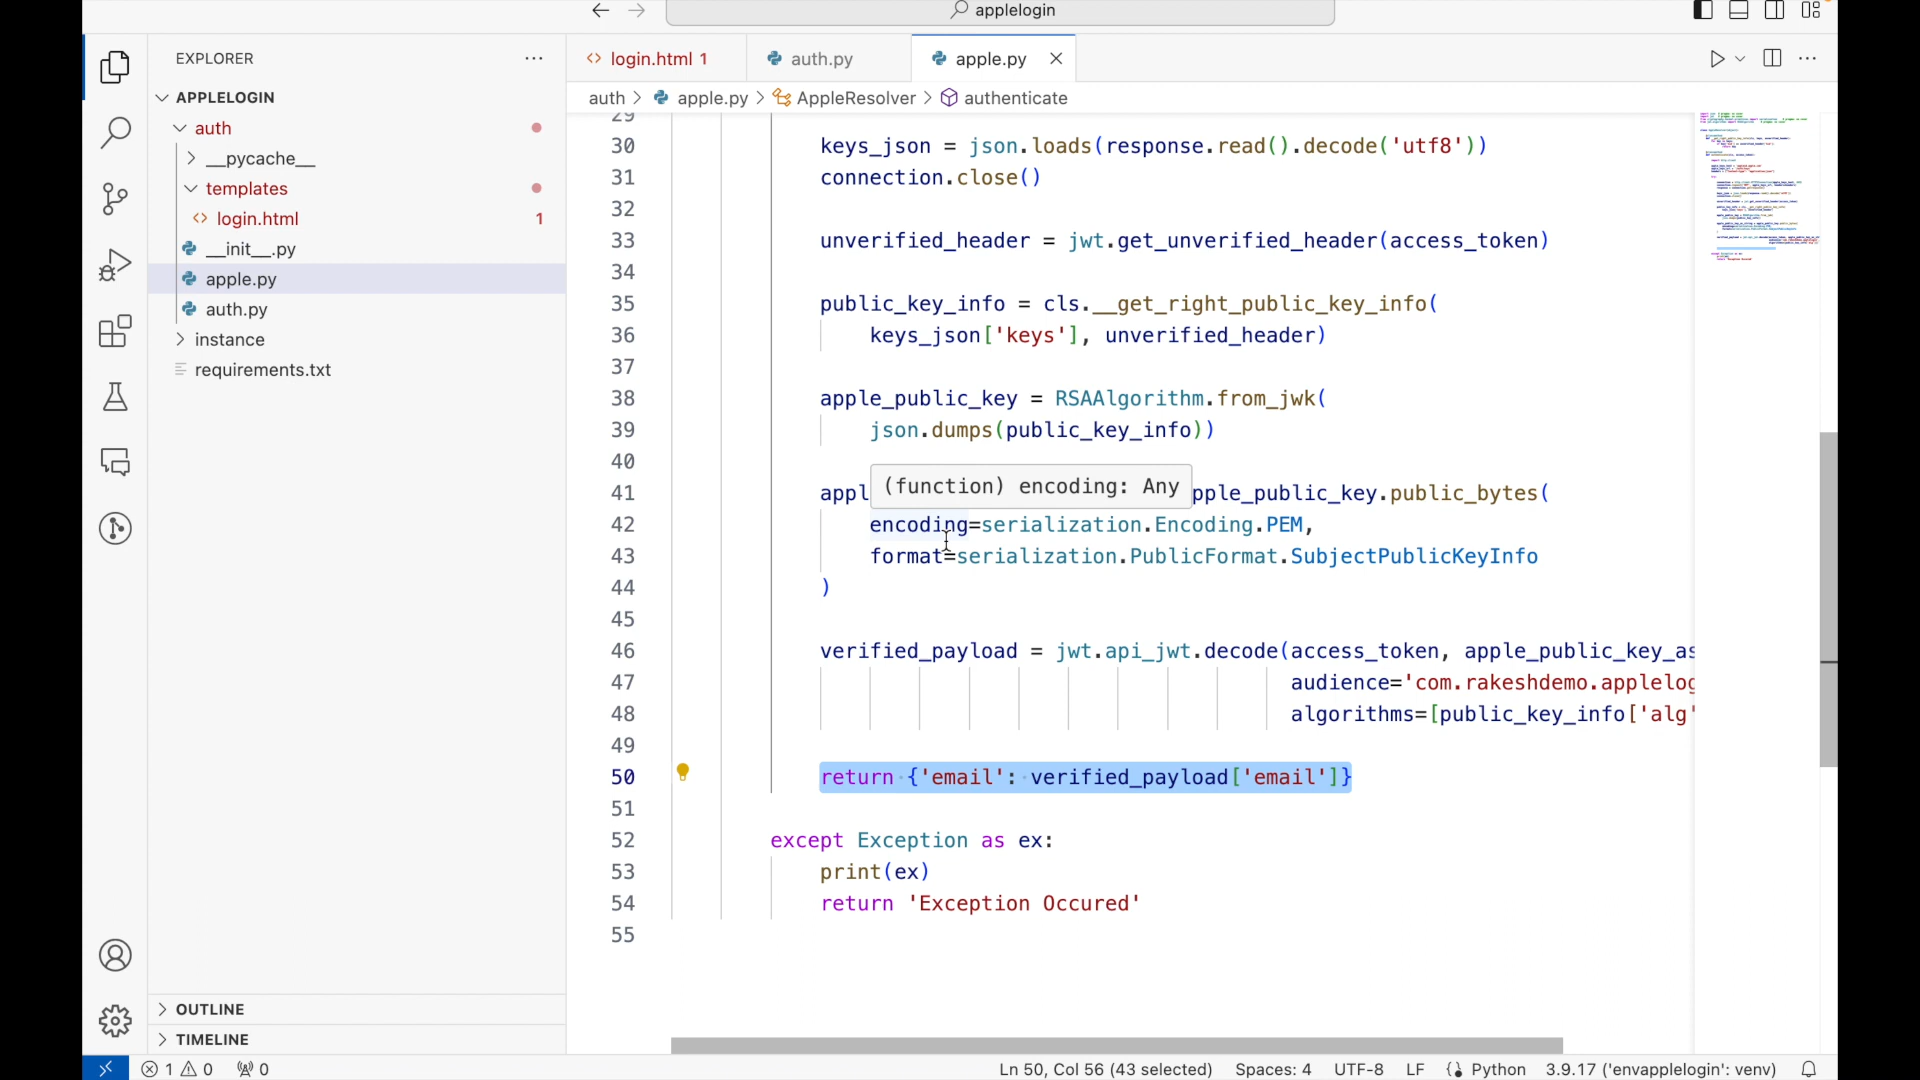 applelogin
EXPLORER
APPLELOGIN
auth
__pycache__
templates
login.html 1
__init__.py
apple.py
auth.py
instance
requirements.txt
OUTLINE
TIMELINE
login.html 1
auth.py
apple.py
auth > apple.py > AppleResolver > authenticate
29
30 keys_json = json.loads(response.read().decode('utf8'))
31 connection.close()
32
33 unverified_header = jwt.get_unverified_header(access_token)
34
35 public_key_info = cls.__get_right_public_key_info(
36 keys_json['keys'], unverified_header)
37
38 apple_public_key = RSAAlgorithm.from_jwk(
39 json.dumps(public_key_info))
40
(function) encoding: Any
41 appl pple_public_key.public_bytes(
42 encoding=serialization.Encoding.PEM,
43 format=serialization.PublicFormat.SubjectPublicKeyInfo
44 )
45
46 verified_payload = jwt.api_jwt.decode(access_token, apple_public_key_as
47 audience='com.rakeshdemo.applelog
48 algorithms=[public_key_info['alg'
49
50 return {'email': verified_payload['email']}
51
52 except Exception as ex:
53 print(ex)
54 return 'Exception Occured'
55
1 0 0 Ln 50, Col 56 (43 selected) Spaces: 4 UTF-8 LF Python 3.9.17 ('envapplelogin': venv)